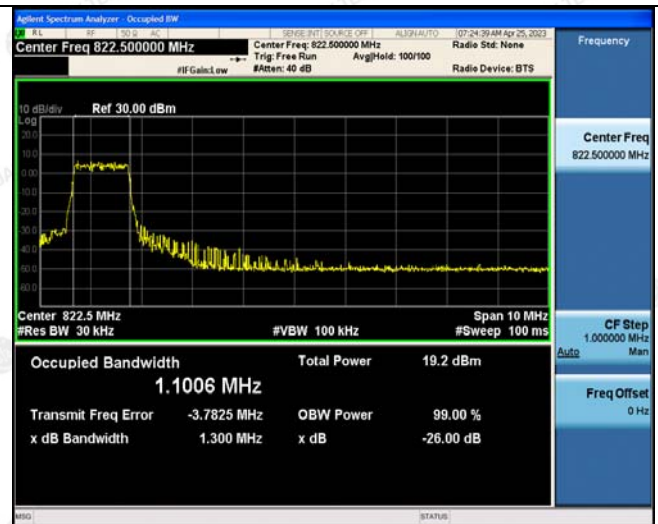 Agilent Spectrum Analyzer - Occupied BW
RL RF 50 Ω AC SENSE:INT SOURCE OFF ALIGNAUTO 07:24:39 AM Apr 25, 2023
Center Freq 822.500000 MHz
Center Freq: 822.500000 MHz
Radio Std: None
Trig: Free Run Avg|Hold: 100/100
#IFGain:Low #Atten: 40 dB Radio Device: BTS
Frequency
10 dB/div Ref 30.00 dBm
Log
20.0
10.0
0.00
-10.0
-20.0
-30.0
-40.0
-50.0
-60.0
Center Freq
822.500000 MHz
Center 822.5 MHz Span 10 MHz
#Res BW 30 kHz #VBW 100 kHz #Sweep 100 ms
CF Step
1.000000 MHz
Auto Man
Occupied Bandwidth Total Power 19.2 dBm
1.1006 MHz
Transmit Freq Error -3.7825 MHz OBW Power 99.00 %
x dB Bandwidth 1.300 MHz x dB -26.00 dB
Freq Offset
0 Hz
MSG STATUS